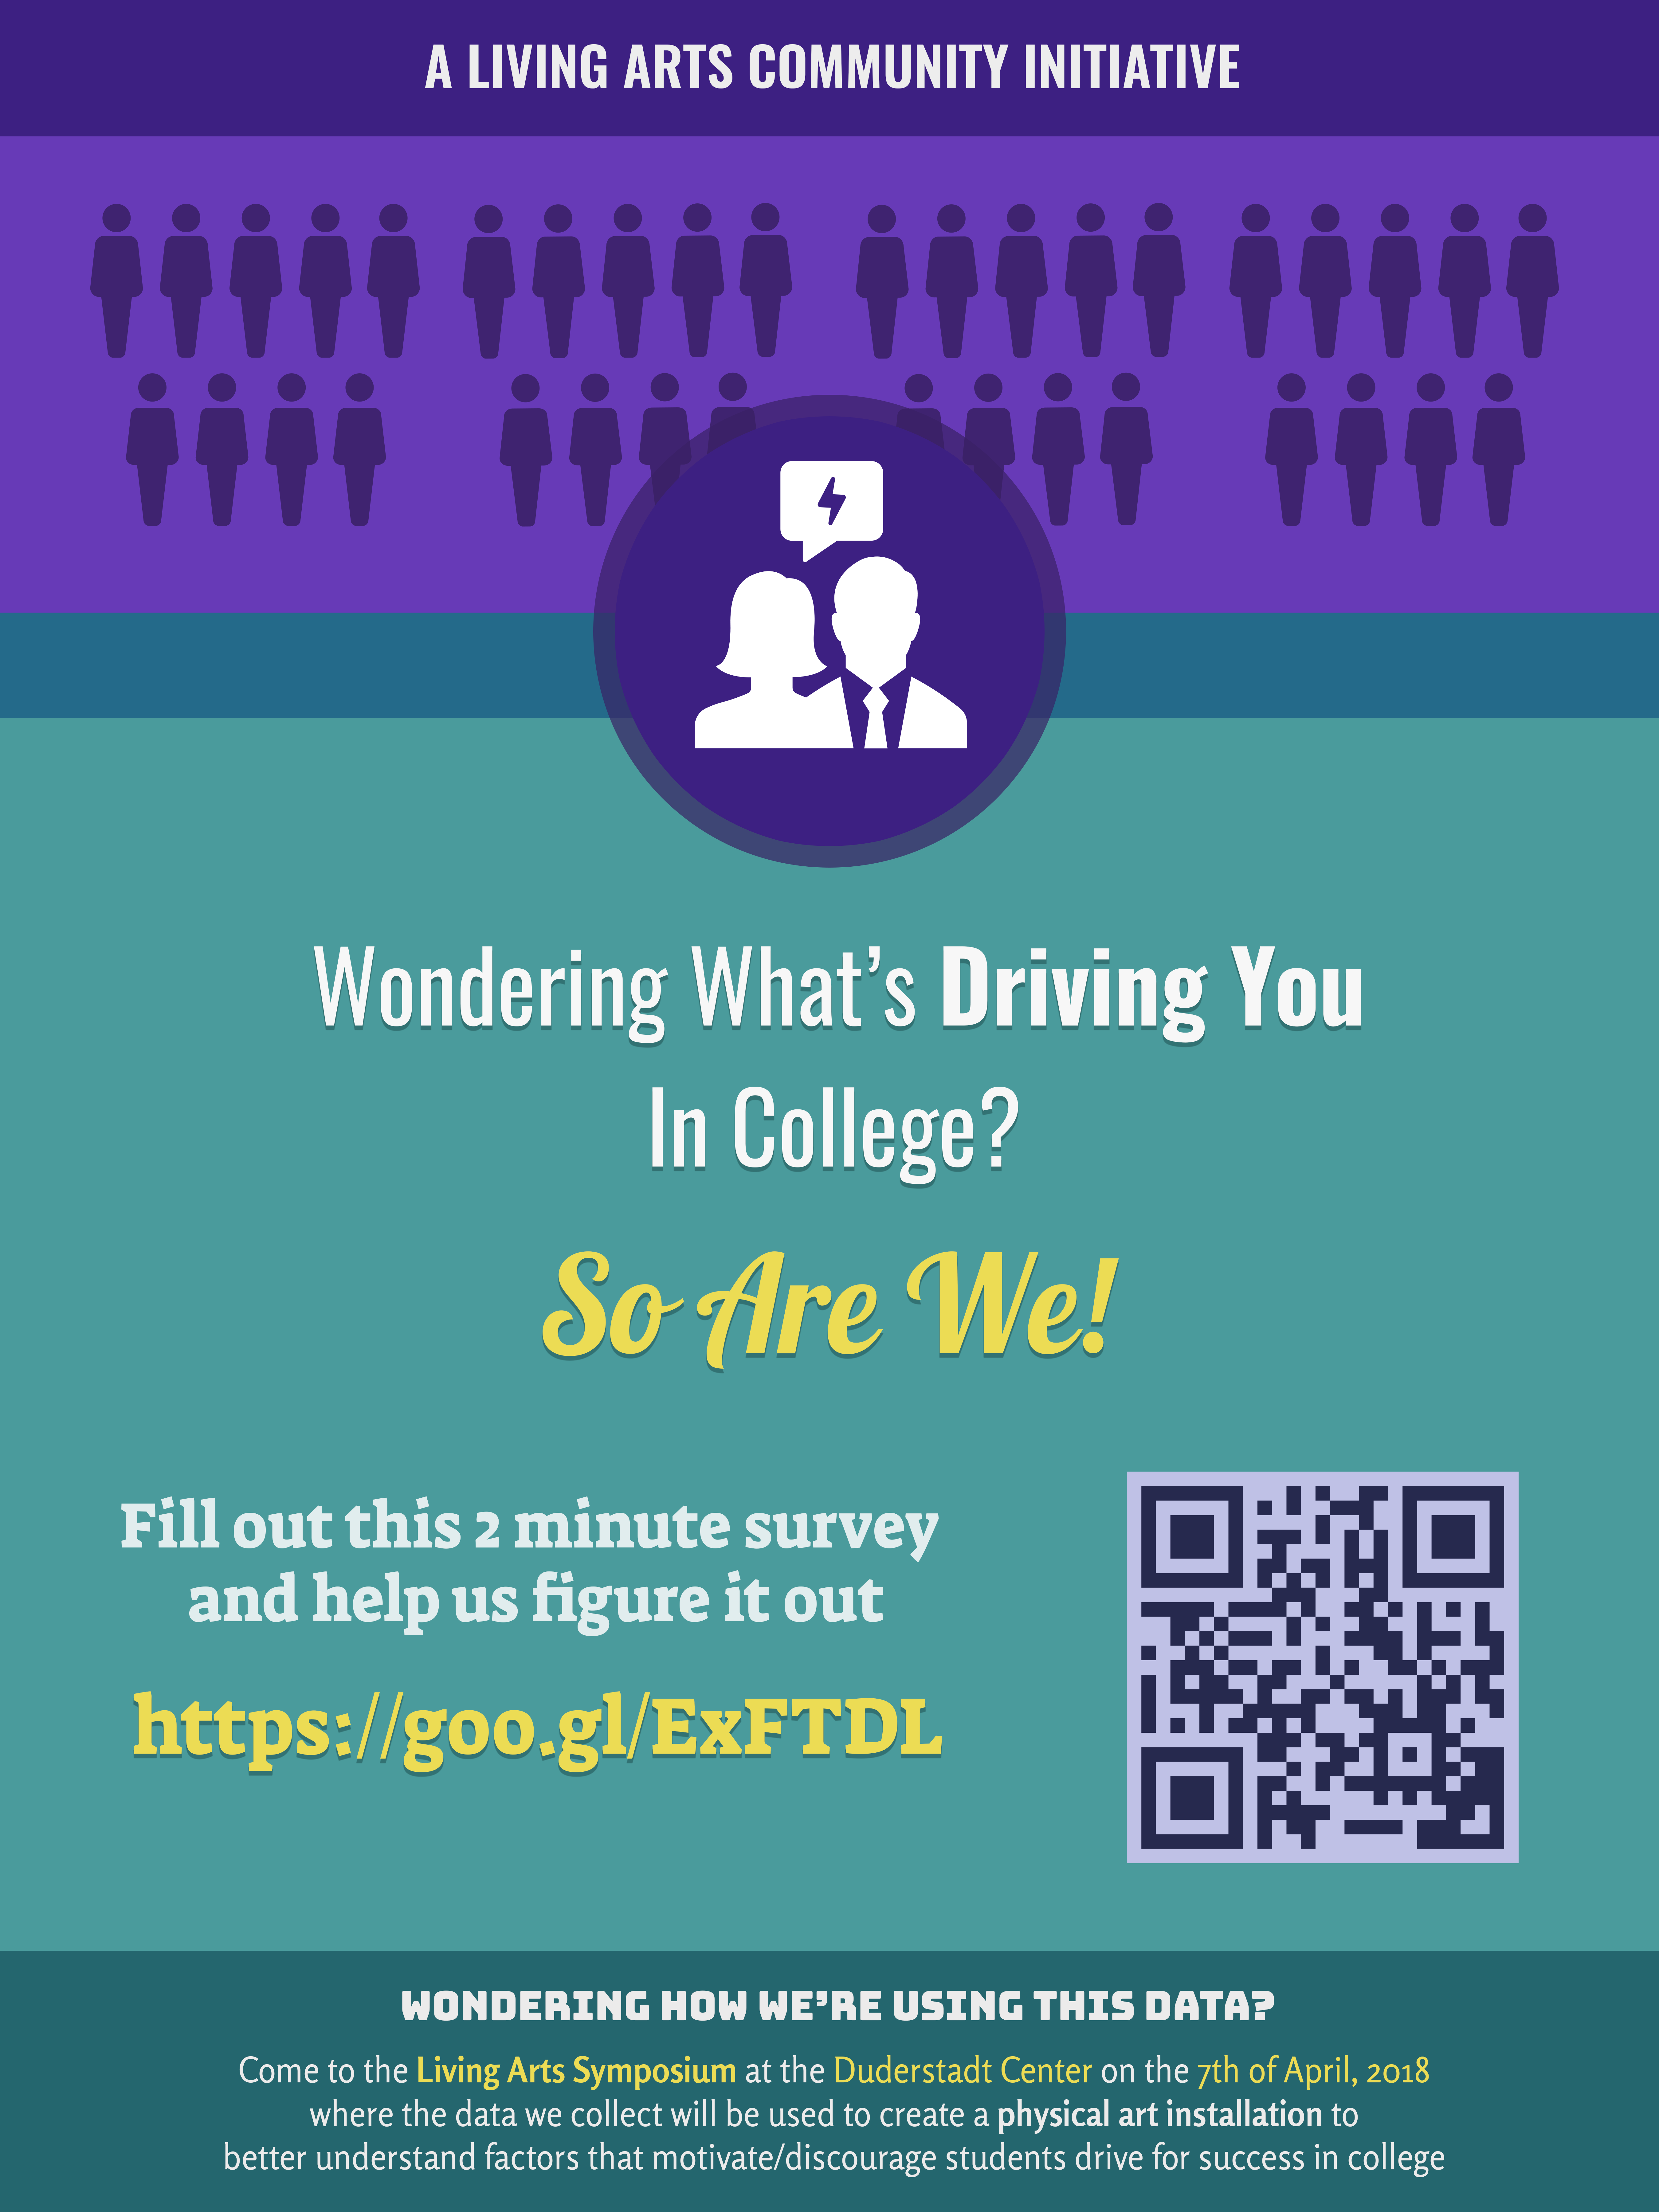 A LIVING ARTS COMMUNITY INITIATIVE
Wondering What's Driving You
In College?
So Are We!
Fill out this 2 minute survey
and help us figure it out
https://goo.gl/ExFTDL
WONDERING HOW WE'RE USING THIS DATA?
Come to the Living Arts Symposium at the Duderstadt Center on the 7th of April, 2018
where the data we collect will be used to create a physical art installation to
better understand factors that motivate/discourage students drive for success in college